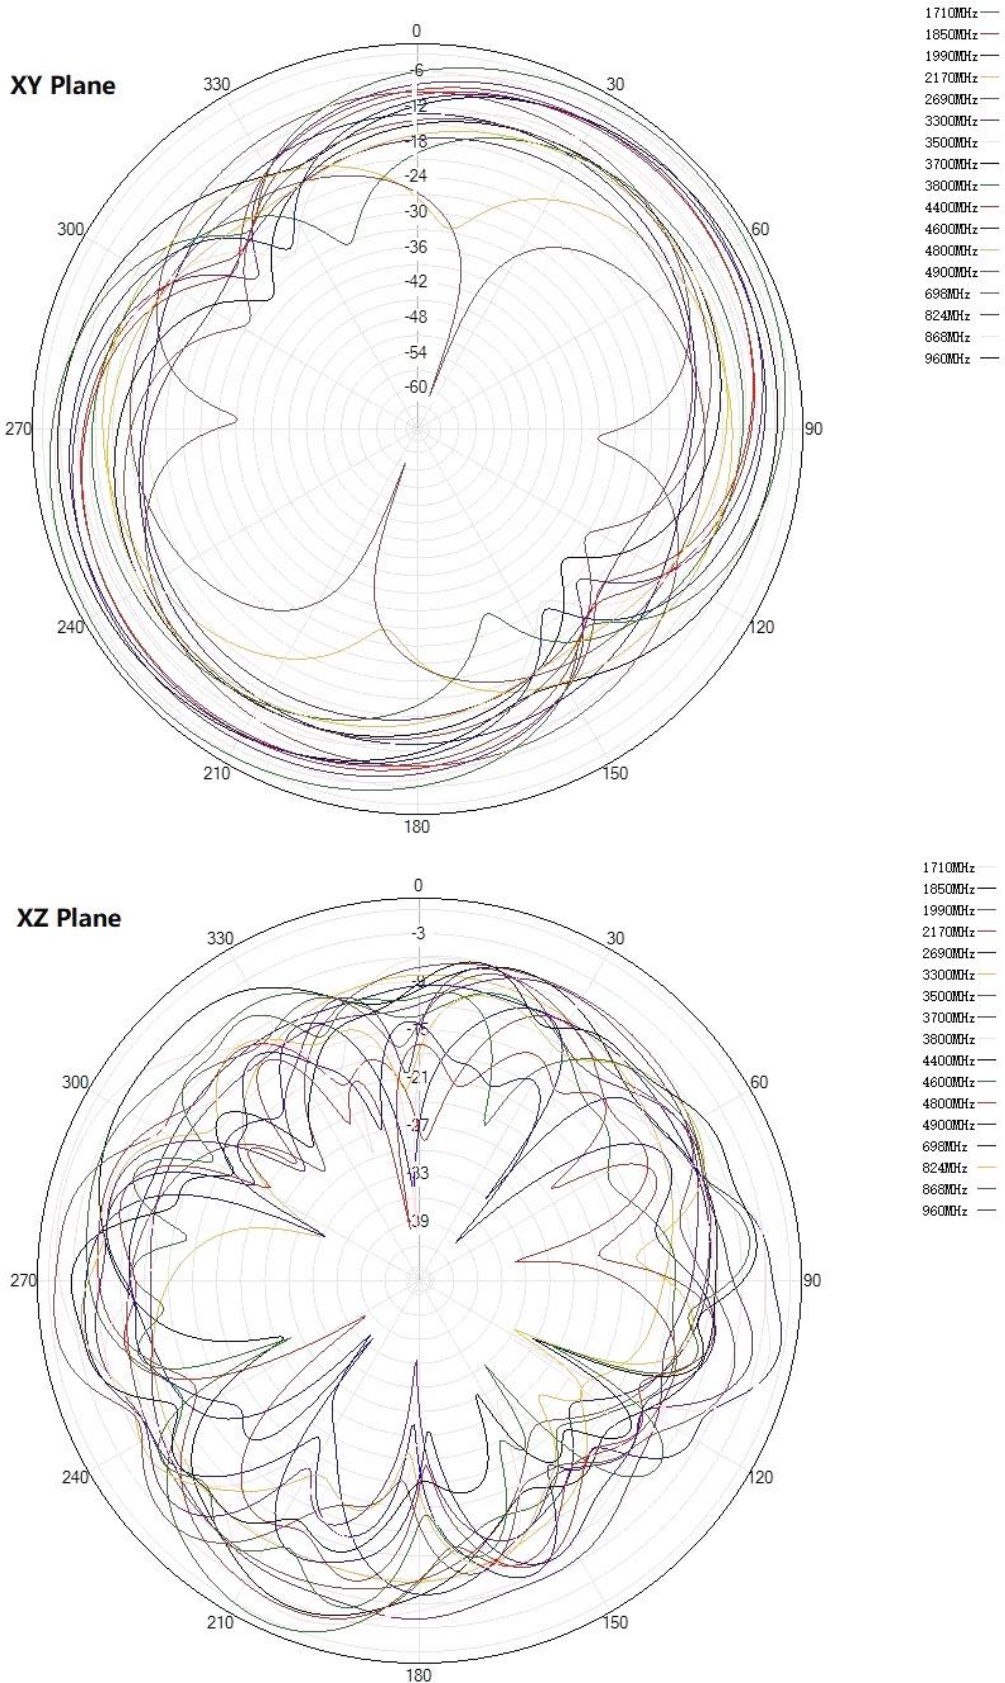 XY Plane
0
30
60
90
120
150
180
210
240
270
300
330
-6
-12
-18
-24
-30
-36
-42
-48
-54
-60
1710MHz
1850MHz
1990MHz
2170MHz
2690MHz
3300MHz
3500MHz
3700MHz
3800MHz
4400MHz
4600MHz
4800MHz
4900MHz
698MHz
824MHz
868MHz
960MHz
XZ Plane
0
30
60
90
120
150
180
210
240
270
300
330
-3
-9
-15
-21
-27
-33
-39
1710MHz
1850MHz
1990MHz
2170MHz
2690MHz
3300MHz
3500MHz
3700MHz
3800MHz
4400MHz
4600MHz
4800MHz
4900MHz
698MHz
824MHz
868MHz
960MHz